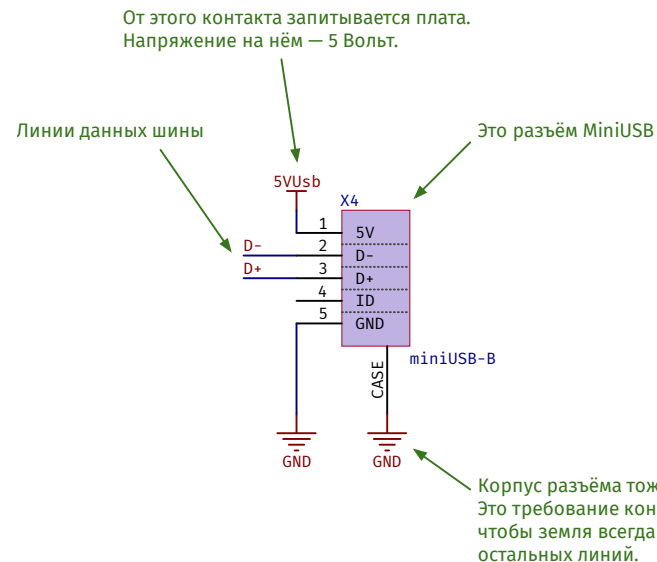 От этого контакта запитывается плата.
Напряжение на нём — 5 Вольт.
Линии данных шины
Это разъём MiniUSB
5VUsb
X4
1 5V
D- 2 D-
D+ 3 D+
4 ID
5 GND
miniUSB-B
CASE
GND GND
Корпус разъёма
Это требование
чтобы земля всегда
остальных линий.